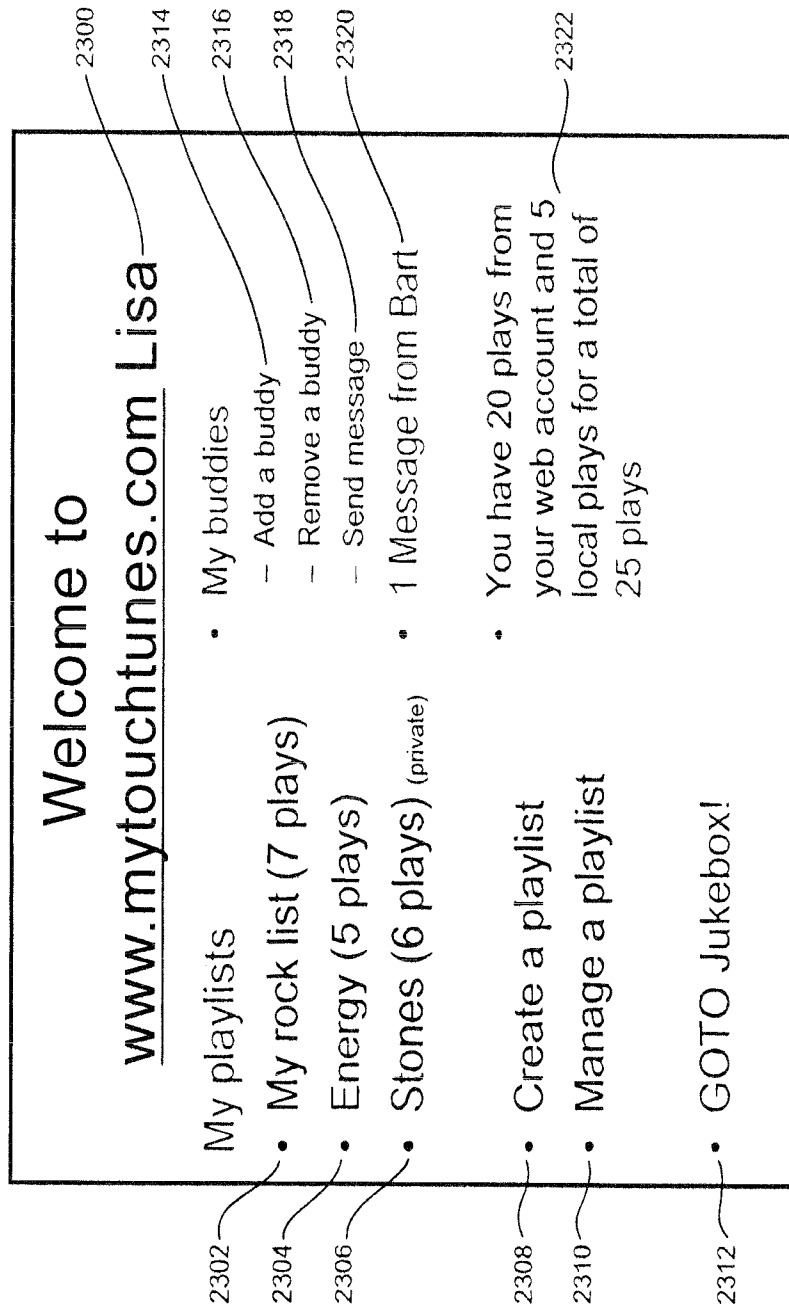 Welcome to
www.mytouchtunes.com Lisa
2300
My playlists
2302
• My rock list (7 plays)
2304
• Energy (5 plays)
2306
• Stones (6 plays) (private)
2308
• Create a playlist
2310
• Manage a playlist
2312
• GOTO Jukebox!
• My buddies
– Add a buddy
2314
– Remove a buddy
2316
– Send message
2318
• 1 Message from Bart
2320
• You have 20 plays from
your web account and 5
2322
local plays for a total of
25 plays